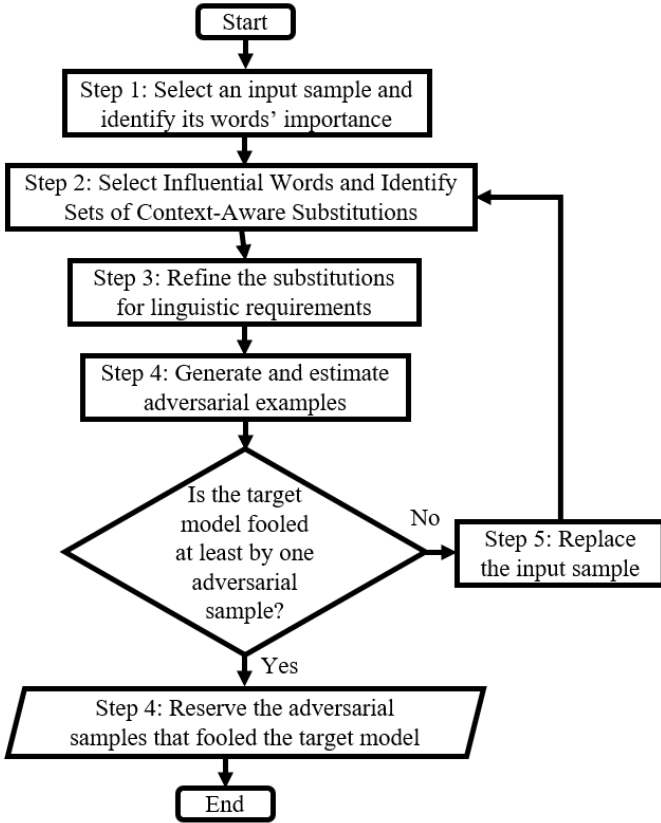 Start
Step 1: Select an input sample and
identify its words’ importance
Step 2: Select Influential Words and Identify
Sets of Context-Aware Substitutions
Step 3: Refine the substitutions
for linguistic requirements
Step 4: Generate and estimate
adversarial examples
Is the target
model fooled
at least by one
adversarial
sample?
No
Step 5: Replace
the input sample
Yes
Step 4: Reserve the adversarial
samples that fooled the target model
End